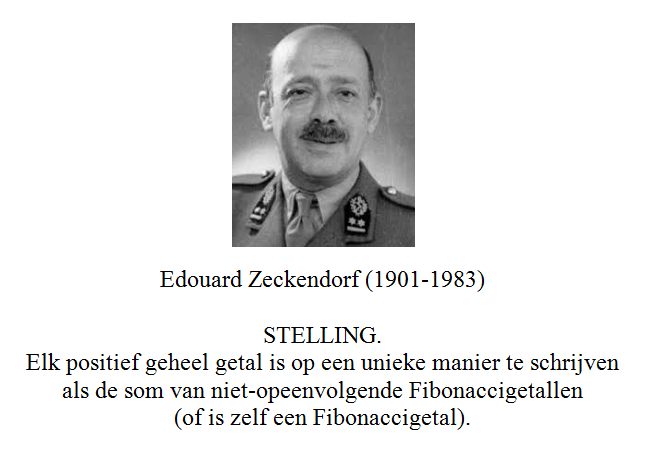 Edouard Zeckendorf (1901-1983)
STELLING.
Elk positief geheel getal is op een unieke manier te schrijven
als de som van niet-opeenvolgende Fibonaccigetallen
(of is zelf een Fibonaccigetal).